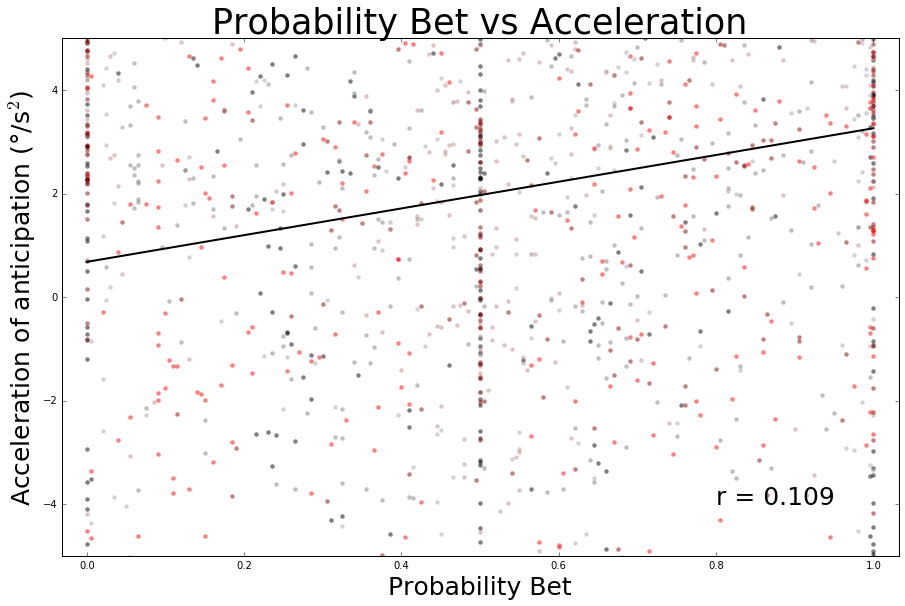 Probability Bet vs Acceleration
Acceleration of anticipation (°/s²)
4
2
0
−2
−4
r = 0.109
0.0 0.2 0.4 0.6 0.8 1.0
Probability Bet